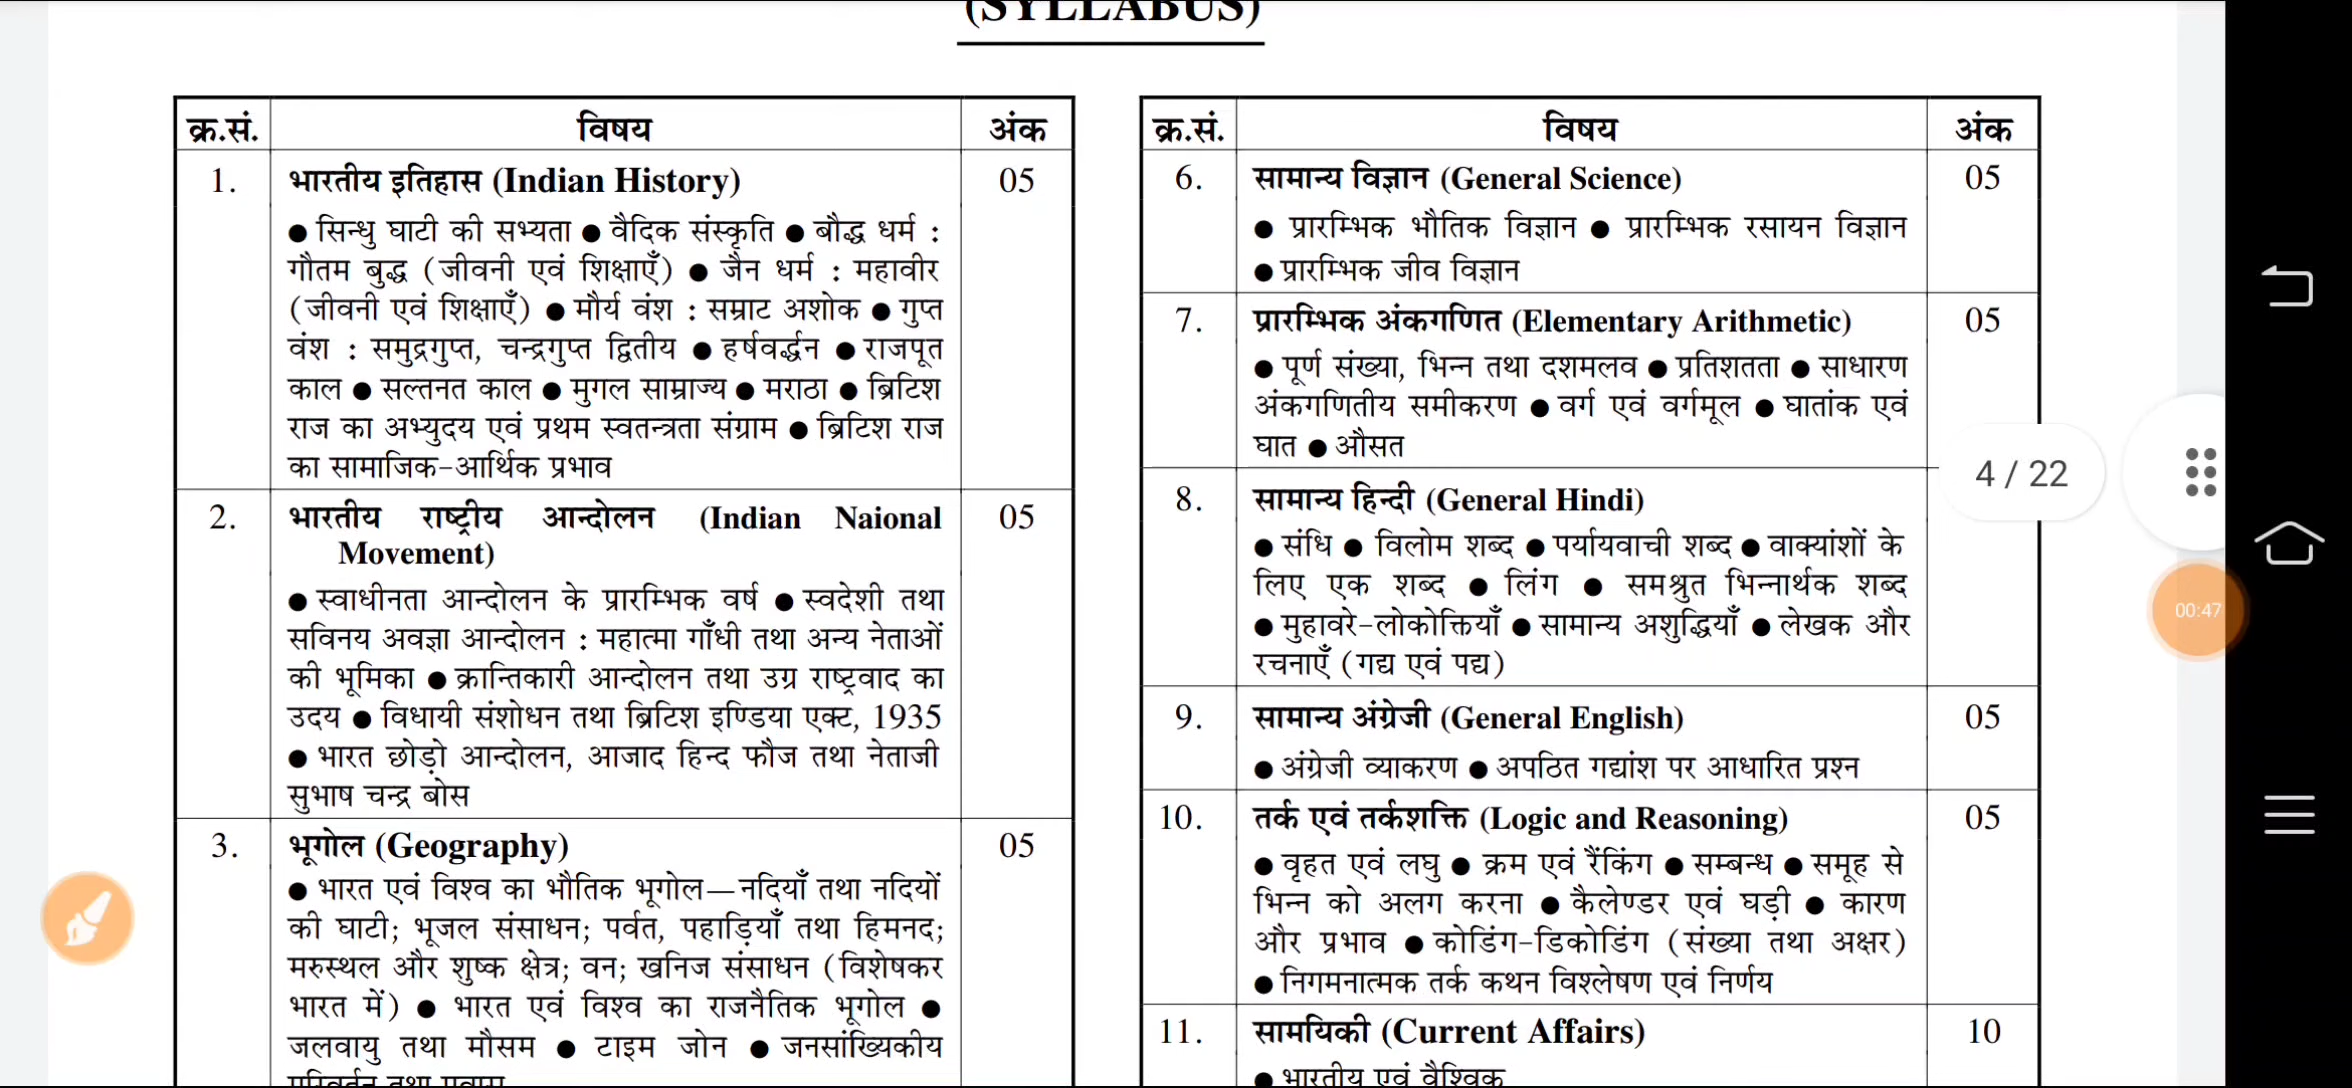 (SYLLABUS)
क्र.सं. विषय अंक
1. भारतीय इतिहास (Indian History) 05
● सिन्धु घाटी की सभ्यता ● वैदिक संस्कृति ● बौद्ध धर्म :
गौतम बुद्ध (जीवनी एवं शिक्षाएँ) ● जैन धर्म : महावीर
(जीवनी एवं शिक्षाएँ) ● मौर्य वंश : सम्राट अशोक ● गुप्त
वंश : समुद्रगुप्त, चन्द्रगुप्त द्वितीय ● हर्षवर्द्धन ● राजपूत
काल ● सल्तनत काल ● मुगल साम्राज्य ● मराठा ● ब्रिटिश
राज का अभ्युदय एवं प्रथम स्वतन्त्रता संग्राम ● ब्रिटिश राज
का सामाजिक-आर्थिक प्रभाव
2. भारतीय राष्ट्रीय आन्दोलन (Indian Naional 05
Movement)
● स्वाधीनता आन्दोलन के प्रारम्भिक वर्ष ● स्वदेशी तथा
सविनय अवज्ञा आन्दोलन : महात्मा गाँधी तथा अन्य नेताओं
की भूमिका ● क्रान्तिकारी आन्दोलन तथा उग्र राष्ट्रवाद का
उदय ● विधायी संशोधन तथा ब्रिटिश इण्डिया एक्ट, 1935
● भारत छोड़ो आन्दोलन, आजाद हिन्द फौज तथा नेताजी
सुभाष चन्द्र बोस
3. भूगोल (Geography) 05
● भारत एवं विश्व का भौतिक भूगोल—नदियाँ तथा नदियों
की घाटी; भूजल संसाधन; पर्वत, पहाड़ियाँ तथा हिमनद;
मरुस्थल और शुष्क क्षेत्र; वन; खनिज संसाधन (विशेषकर
भारत में) ● भारत एवं विश्व का राजनैतिक भूगोल ●
जलवायु तथा मौसम ● टाइम जोन ● जनसांख्यिकीय
परिवर्तन तथा प्रवास
क्र.सं. विषय अंक
6. सामान्य विज्ञान (General Science) 05
● प्रारम्भिक भौतिक विज्ञान ● प्रारम्भिक रसायन विज्ञान
● प्रारम्भिक जीव विज्ञान
7. प्रारम्भिक अंकगणित (Elementary Arithmetic) 05
● पूर्ण संख्या, भिन्न तथा दशमलव ● प्रतिशतता ● साधारण
अंकगणितीय समीकरण ● वर्ग एवं वर्गमूल ● घातांक एवं
घात ● औसत
8. सामान्य हिन्दी (General Hindi)
● संधि ● विलोम शब्द ● पर्यायवाची शब्द ● वाक्यांशों के
लिए एक शब्द ● लिंग ● समश्रुत भिन्नार्थक शब्द
● मुहावरे-लोकोक्तियाँ ● सामान्य अशुद्धियाँ ● लेखक और
रचनाएँ (गद्य एवं पद्य)
9. सामान्य अंग्रेजी (General English) 05
● अंग्रेजी व्याकरण ● अपठित गद्यांश पर आधारित प्रश्न
10. तर्क एवं तर्कशक्ति (Logic and Reasoning) 05
● वृहत एवं लघु ● क्रम एवं रैंकिंग ● सम्बन्ध ● समूह से
भिन्न को अलग करना ● कैलेण्डर एवं घड़ी ● कारण
और प्रभाव ● कोडिंग-डिकोडिंग (संख्या तथा अक्षर)
● निगमनात्मक तर्क कथन विश्लेषण एवं निर्णय
11. सामयिकी (Current Affairs) 10
● भारतीय एवं वैश्विक
4 / 22
00:47